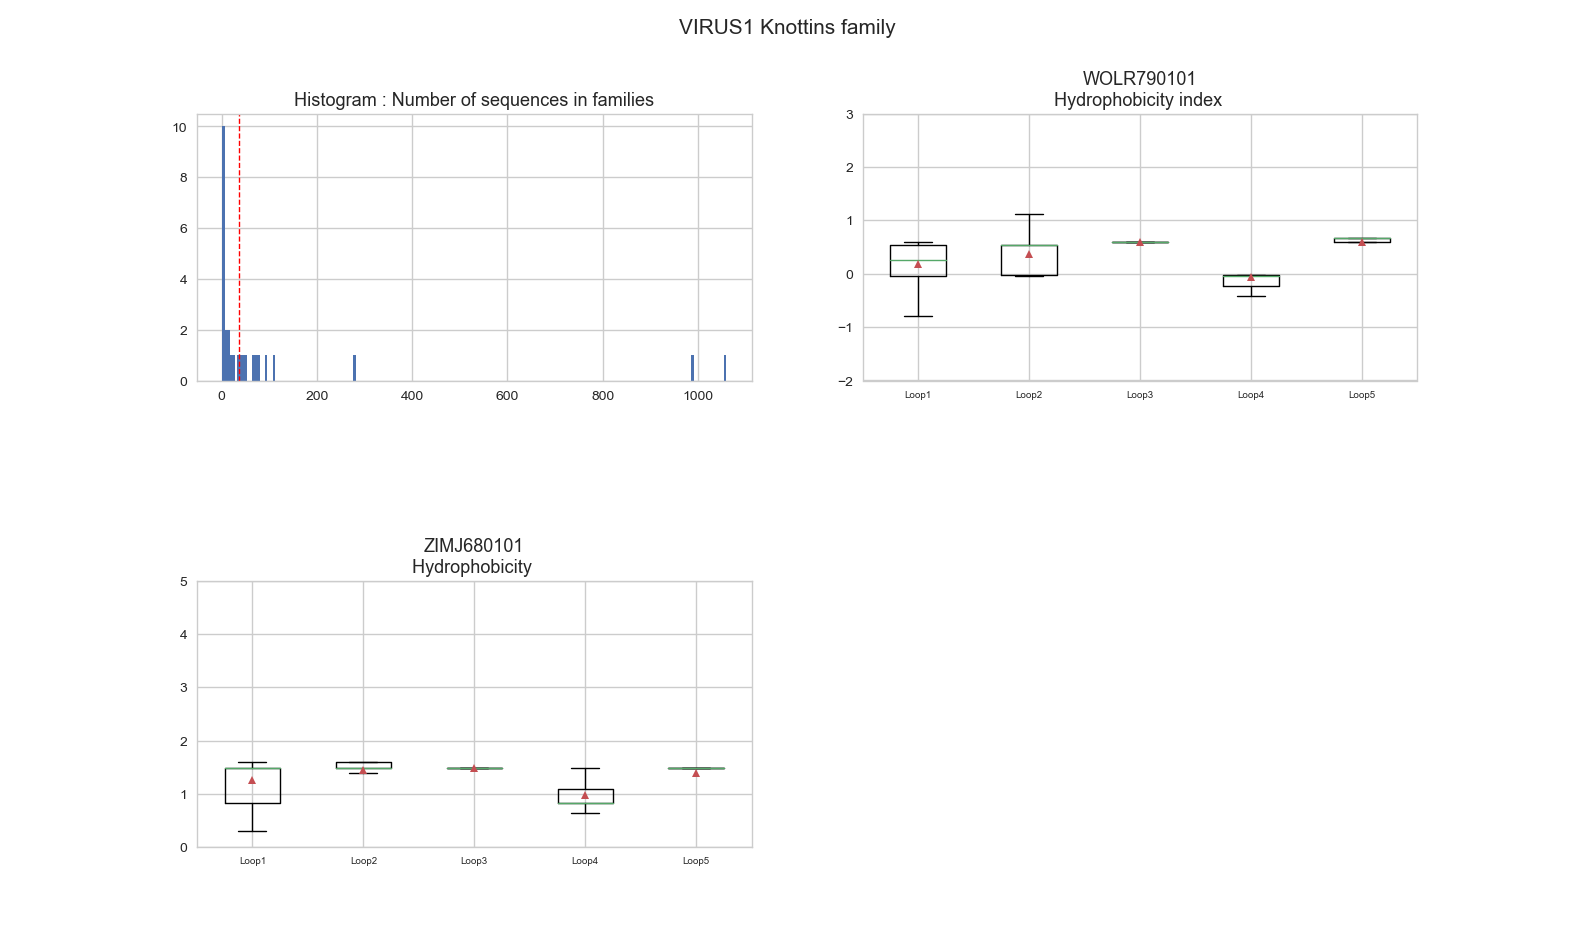 VIRUS1 Knottins family
Histogram : Number of sequences in families
10
8
6
4
2
0
0 200 400 600 800 1000
WOLR790101
Hydrophobicity index
3
2
1
0
−1
−2
Loop1 Loop2 Loop3 Loop4 Loop5
ZIMJ680101
Hydrophobicity
5
4
3
2
1
0
Loop1 Loop2 Loop3 Loop4 Loop5